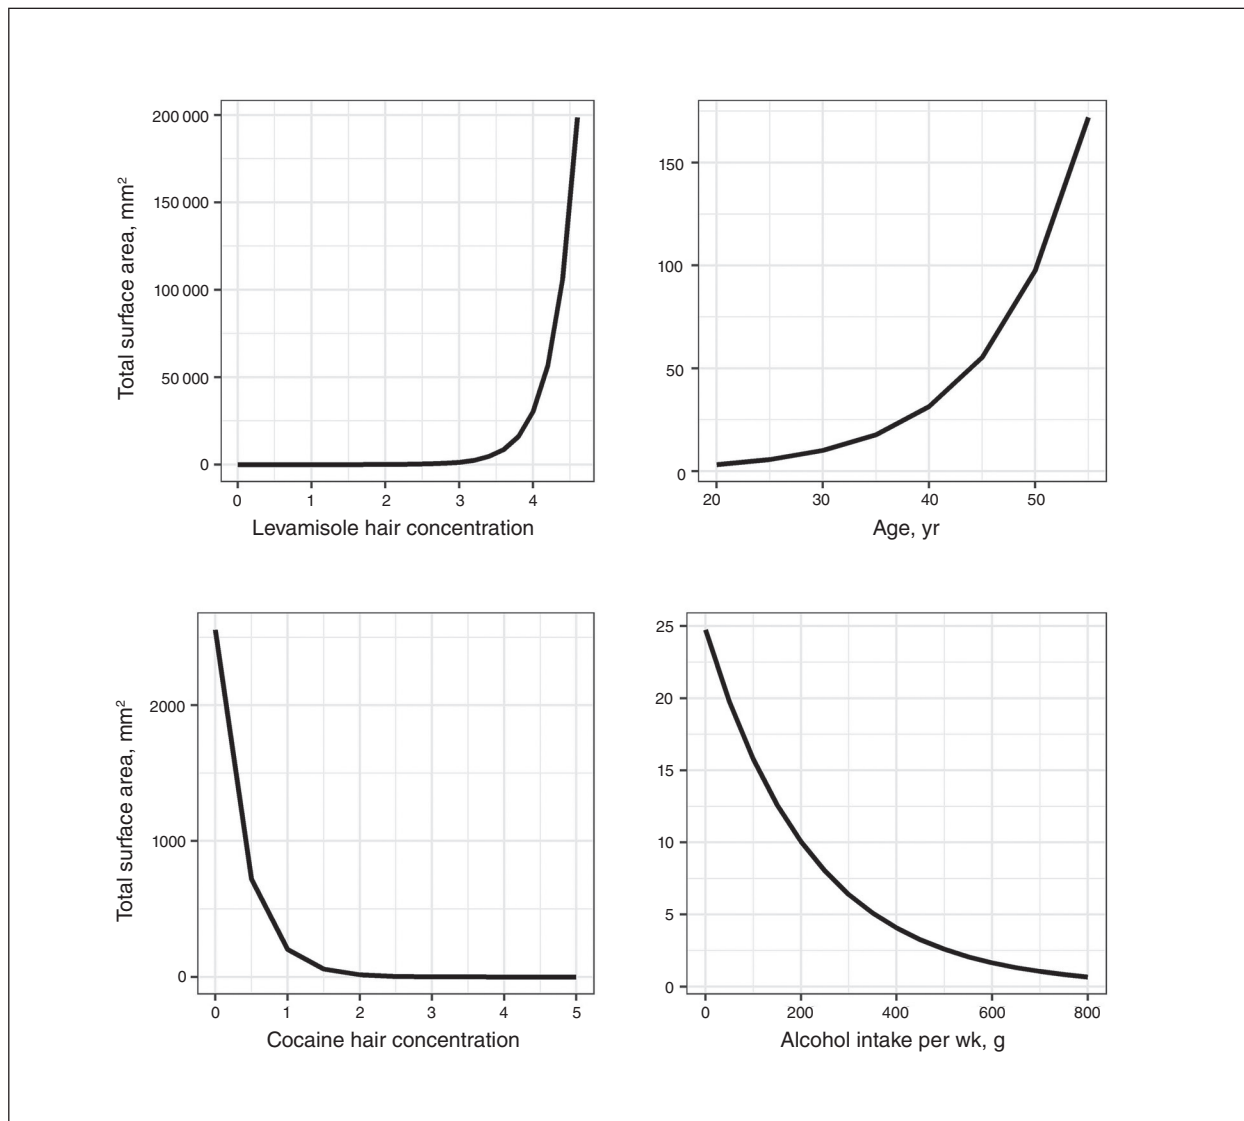 Total surface area, mm²
200 000
150 000
100 000
50 000
0
0 1 2 3 4
Levamisole hair concentration
150
100
50
0
20 30 40 50
Age, yr
Total surface area, mm²
2000
1000
0
0 1 2 3 4 5
Cocaine hair concentration
25
20
15
10
5
0
0 200 400 600 800
Alcohol intake per wk, g